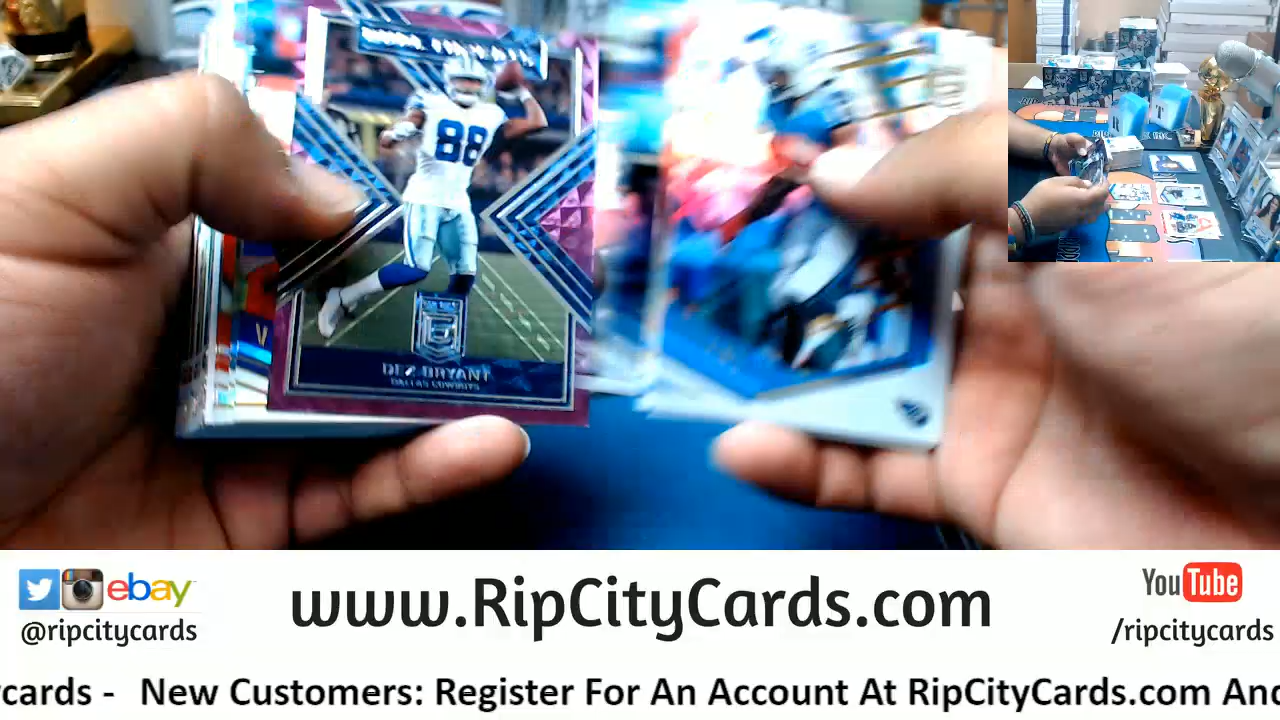 88
DEZ BRYANT
DALLAS COWBOYS
ebay
@ripcitycards
www.RipCityCards.com
YouTube
/ripcitycards
cards - New Customers: Register For An Account At RipCityCards.com And